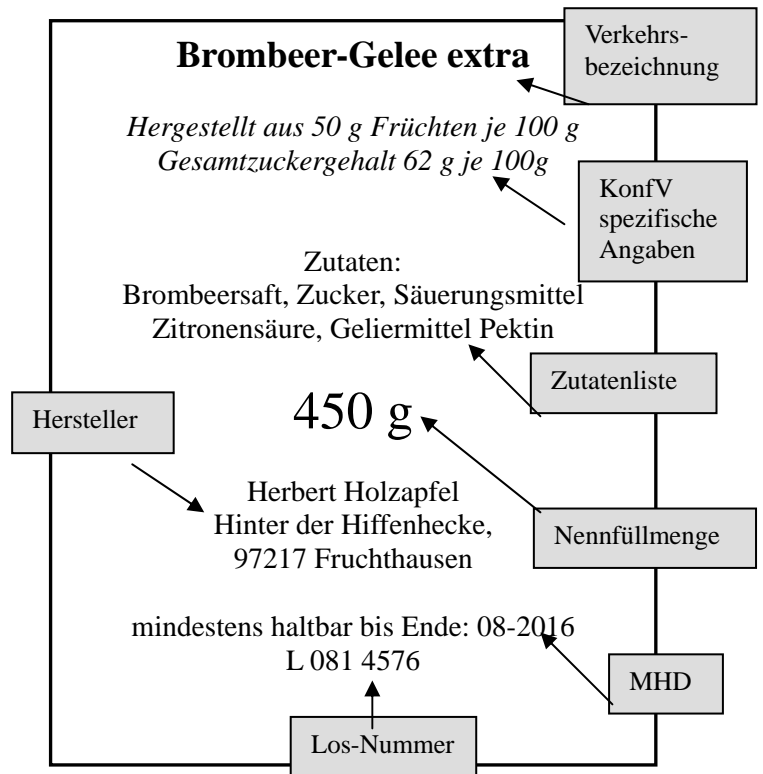 Brombeer-Gelee extra
Verkehrs-
bezeichnung
Hergestellt aus 50 g Früchten je 100 g
Gesamtzuckergehalt 62 g je 100g
KonfV
spezifische
Angaben
Zutaten:
Brombeersaft, Zucker, Säuerungsmittel
Zitronensäure, Geliermittel Pektin
Zutatenliste
Hersteller
450 g
Herbert Holzapfel
Hinter der Hiffenhecke,
97217 Fruchthausen
Nennfüllmenge
mindestens haltbar bis Ende: 08-2016
L 081 4576
MHD
Los-Nummer